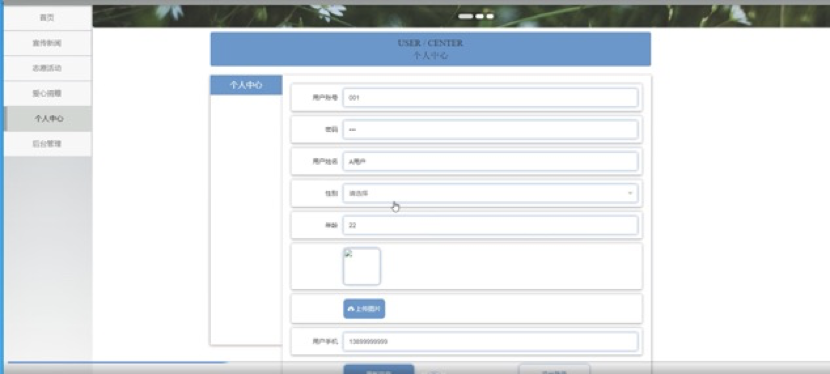 首页
宣传新闻
志愿活动
爱心捐赠
个人中心
后台管理
USER / CENTER
个人中心
个人中心
用户账号 001
密码 •••
用户姓名 A用户
性别 请选择
年龄 22
上传图片
用户手机 13899999999